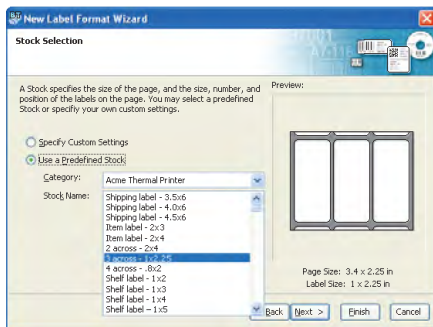 New Label Format Wizard
Stock Selection
A Stock specifies the size of the page, and the size, number, and
position of the labels on the page. You may select a predefined
Stock or specifiy your own custom settings.
Preview:
Specify Custom Settings
Use a Predefined Stock
Category: Acme Thermal Printer
Stock Name:
Shipping label - 3.5x6
Shipping label - 4.0x6
Shipping label - 4.5x6
Item label - 2x3
Item label - 2x4
2 across - 2x4
3 across - 1x2.25
4 across - .8x2
Shelf label - 1x2
Shelf label - 1x3
Shelf label - 1x4
Shelf label - 1x5
Page Size: 3.4 x 2.25 in
Label Size: 1 x 2.25 in
Back Next > Finish Cancel